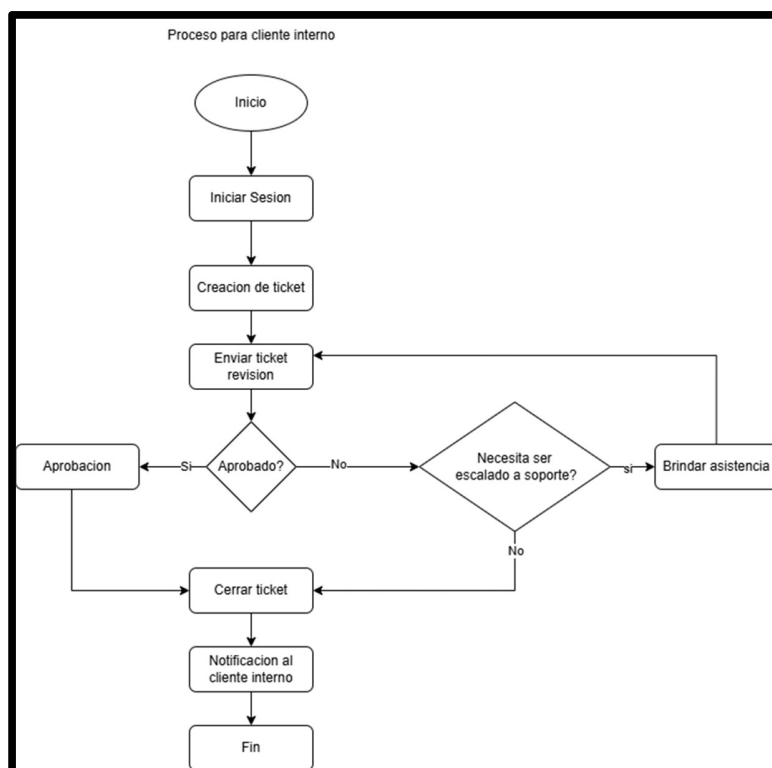 Proceso para cliente interno
Inicio
Iniciar Sesion
Creacion de ticket
Enviar ticket
revision
Aprobacion
Si
Aprobado?
No
Necesita ser
escalado a soporte?
si
Brindar asistencia
No
Cerrar ticket
Notificacion al
cliente interno
Fin